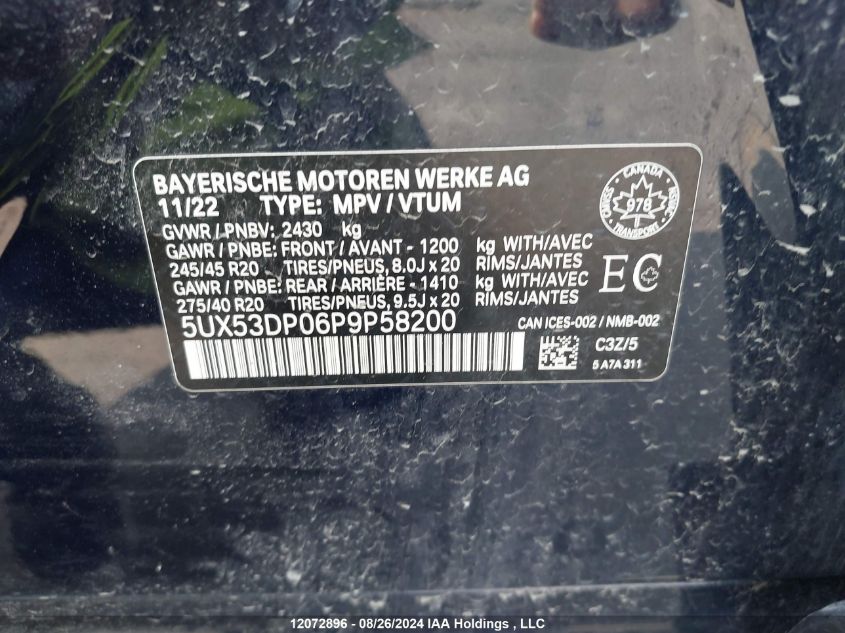 BAYERISCHE MOTOREN WERKE AG
11/22 TYPE: MPV / VTUM
GVWR / PNBV: 2430 kg
GAWR / PNBE: FRONT / AVANT - 1200 kg WITH/AVEC
245/45 R20 TIRES/PNEUS, 8.0J x 20 RIMS/JANTES
GAWR / PNBE: REAR / ARRIÈRE - 1410 kg WITH/AVEC
275/40 R20 TIRES/PNEUS, 9.5J x 20 RIMS/JANTES
5UX53DP06P9P58200
CANADA
978
TRANSPORT
EC
CAN ICES-002 / NMB-002
C3Z/5
5 A7A 311
12072896 - 08/26/2024 IAA Holdings , LLC